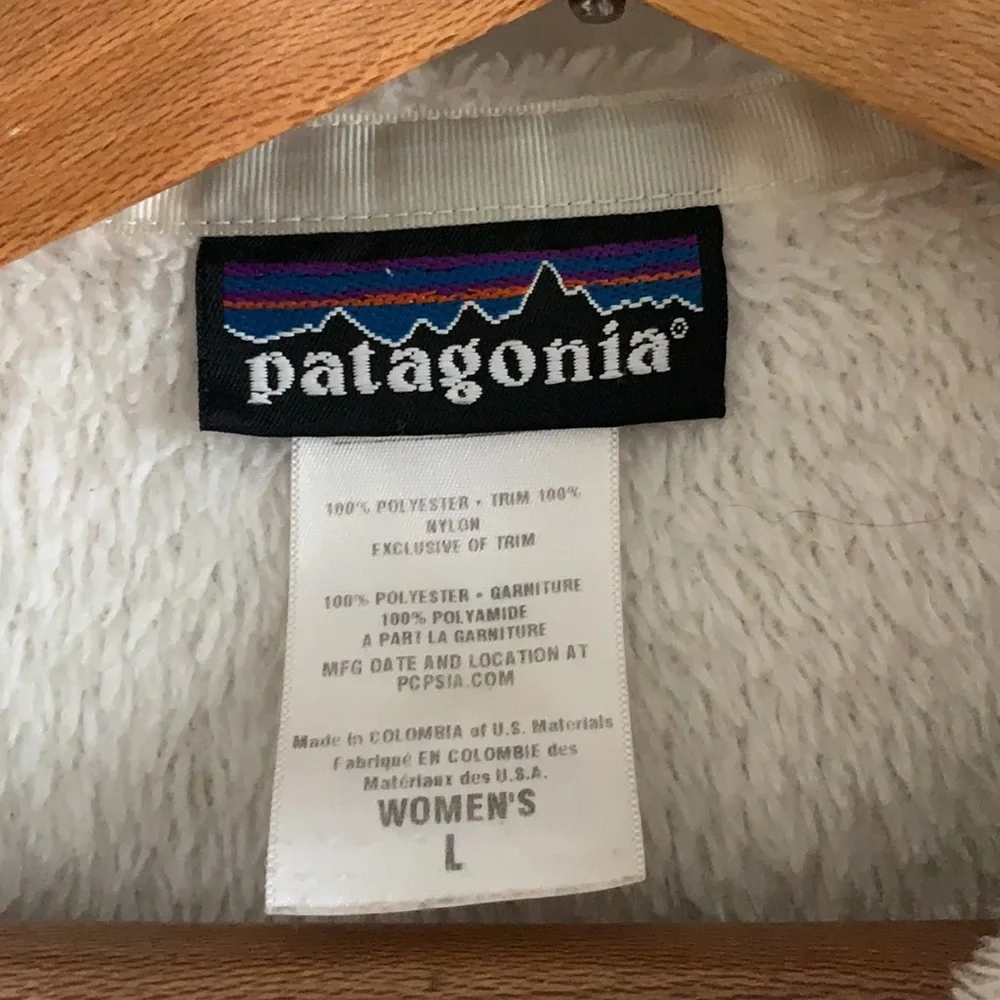 patagonia®
100% POLYESTER • TRIM 100%
NYLON
EXCLUSIVE OF TRIM
100% POLYESTER • GARNITURE
100% POLYAMIDE
A PART LA GARNITURE
MFG DATE AND LOCATION AT
PCPSIA.COM
Made in COLOMBIA of U.S. Materials
Fabriqué EN COLOMBIE des
Matériaux des U.S.A.
WOMEN'S
L